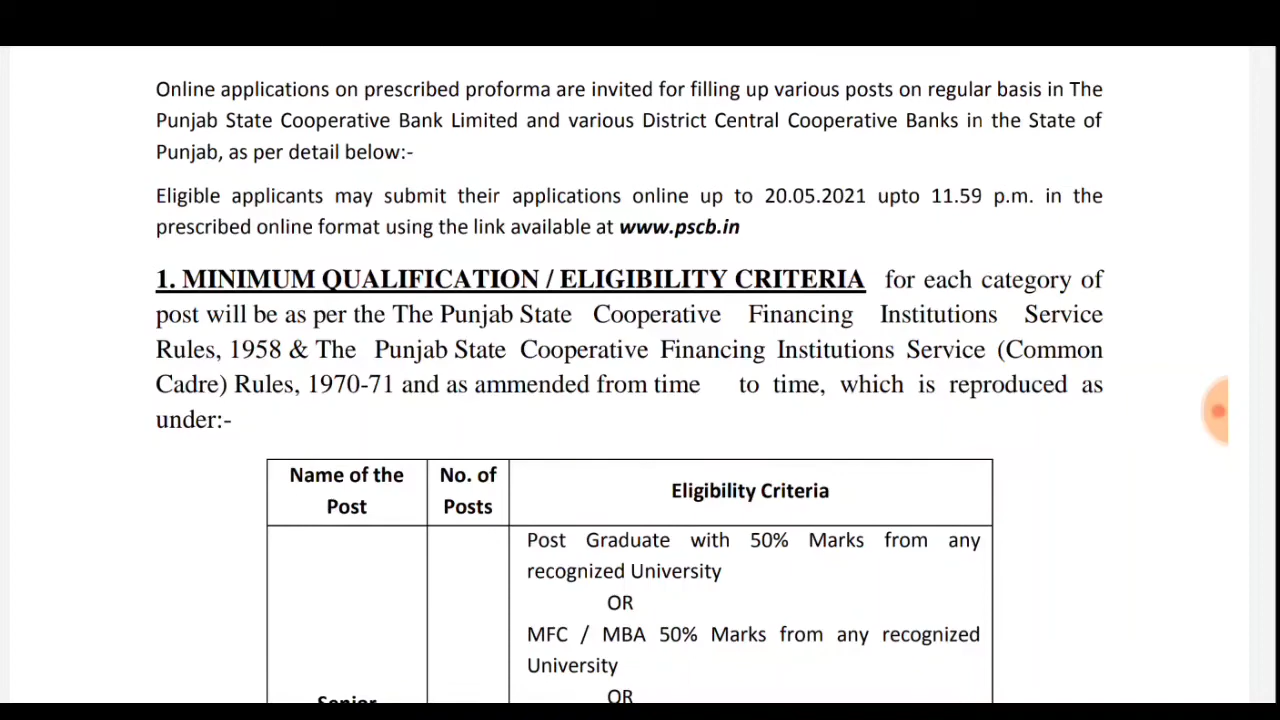 Online applications on prescribed proforma are invited for filling up various posts on regular basis in The
Punjab State Cooperative Bank Limited and various District Central Cooperative Banks in the State of
Punjab, as per detail below:-
Eligible applicants may submit their applications online up to 20.05.2021 upto 11.59 p.m. in the
prescribed online format using the link available at www.pscb.in
1. MINIMUM QUALIFICATION / ELIGIBILITY CRITERIA for each category of
post will be as per the The Punjab State Cooperative Financing Institutions Service
Rules, 1958 & The Punjab State Cooperative Financing Institutions Service (Common
Cadre) Rules, 1970-71 and as ammended from time to time, which is reproduced as
under:-
Name of the
Post
No. of
Posts
Eligibility Criteria
Post Graduate with 50% Marks from any
recognized University
OR
MFC / MBA 50% Marks from any recognized
University
OR
Senior